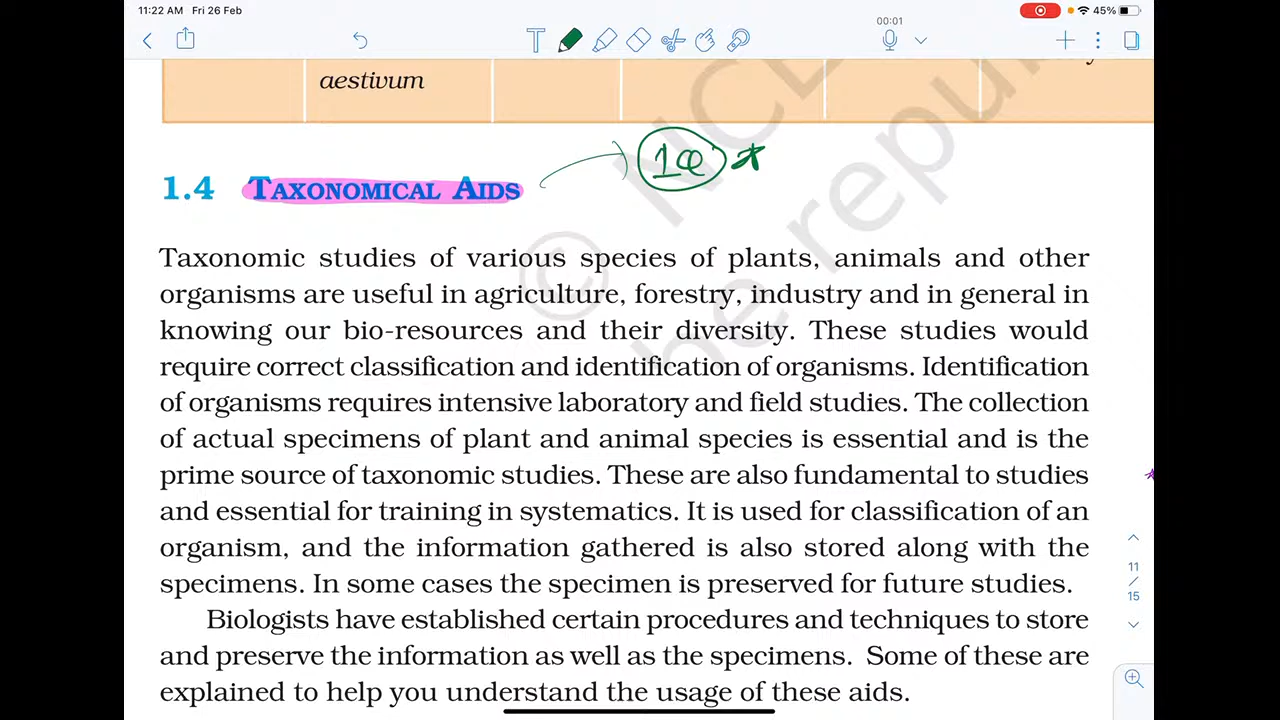 11:22 AM Fri 26 Feb
45%
00:01
aestivum
1Q
1.4 TAXONOMICAL AIDS
Taxonomic studies of various species of plants, animals and other
organisms are useful in agriculture, forestry, industry and in general in
knowing our bio-resources and their diversity. These studies would
require correct classification and identification of organisms. Identification
of organisms requires intensive laboratory and field studies. The collection
of actual specimens of plant and animal species is essential and is the
prime source of taxonomic studies. These are also fundamental to studies
and essential for training in systematics. It is used for classification of an
organism, and the information gathered is also stored along with the
specimens. In some cases the specimen is preserved for future studies.
Biologists have established certain procedures and techniques to store
and preserve the information as well as the specimens. Some of these are
explained to help you understand the usage of these aids.
11
/
15